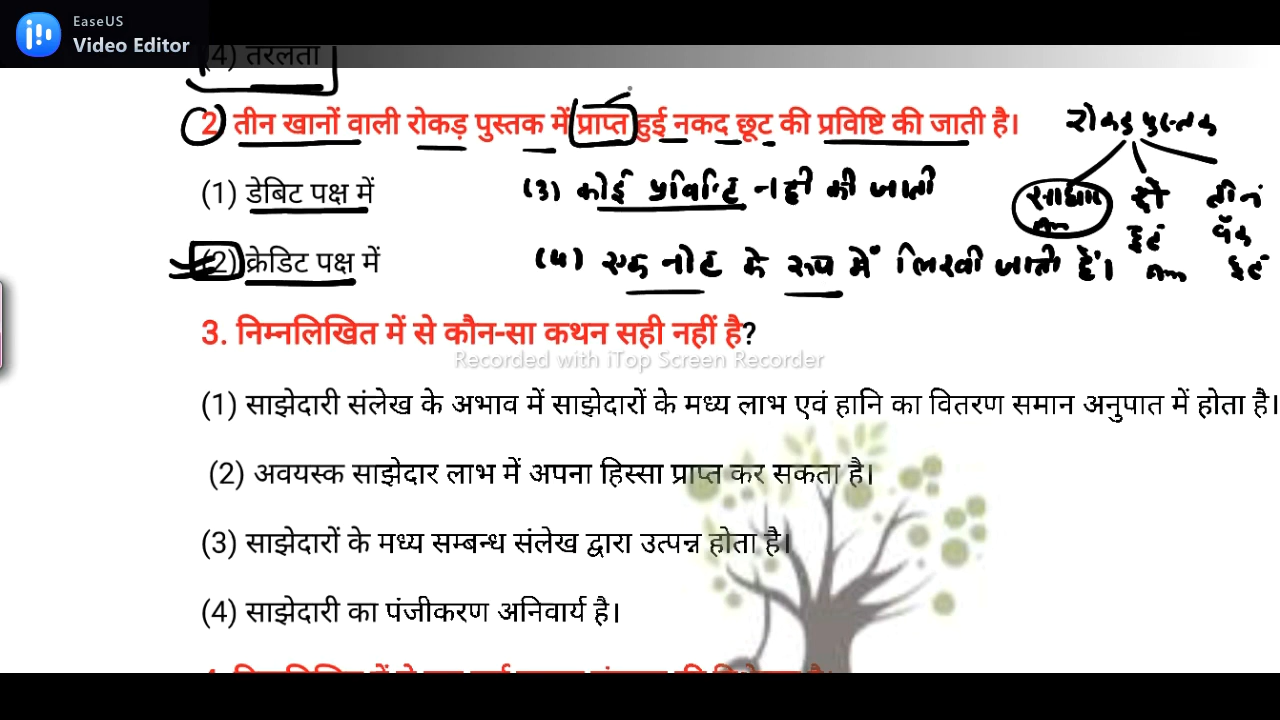 EaseUS
Video Editor
(4) तरलता
2) तीन खानों वाली रोकड़ पुस्तक में प्राप्त हुई नकद छूट की प्रविष्टि की जाती है।
रोकड़ पुस्तक
(1) डेबिट पक्ष में
(3) कोई प्रविष्टि नहीं की जाती
दो तीन
(2) क्रेडिट पक्ष में
(4) एक नोट के रूप में लिखी जाती है।
3. निम्नलिखित में से कौन-सा कथन सही नहीं है?
Recorded with iTop Screen Recorder
(1) साझेदारी संलेख के अभाव में साझेदारों के मध्य लाभ एवं हानि का वितरण समान अनुपात में होता है।
(2) अवयस्क साझेदार लाभ में अपना हिस्सा प्राप्त कर सकता है।
(3) साझेदारों के मध्य सम्बन्ध संलेख द्वारा उत्पन्न होता है।
(4) साझेदारी का पंजीकरण अनिवार्य है।